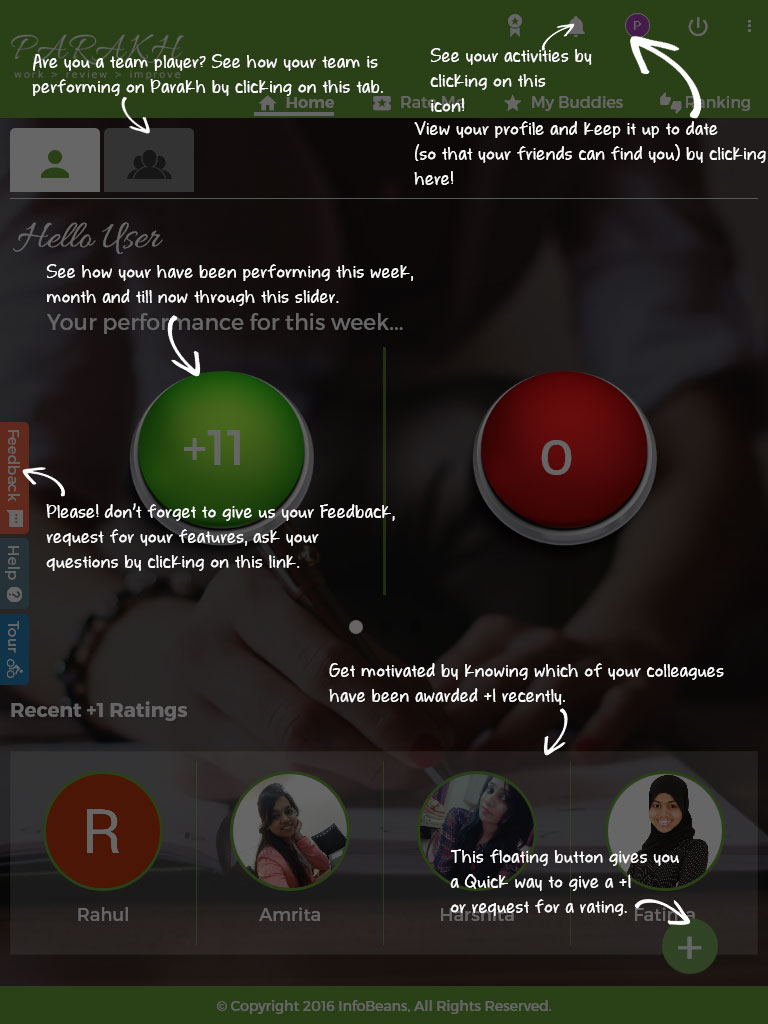 PARAKH
work > review > improve
P
Are you a team player? See how your team is
performing on Parakh by clicking on this tab.
See your activities by
clicking on this
icon!
Home
Rate Me
My Buddies
Ranking
View your profile and keep it up to date
(so that your friends can find you) by clicking
here!
Hello User
See how your have been performing this week,
month and till now through this slider.
Your performance for this week...
+11
0
Feedback
Please! don't forget to give us your Feedback,
request for your features, ask your
questions by clicking on this link.
Help
Tour
Get motivated by knowing which of your colleagues
have been awarded +1 recently.
Recent +1 Ratings
R
This floating button gives you
a Quick way to give a +1
or request for a rating.
Rahul
Amrita
Harshita
Fatima
+
© Copyright 2016 InfoBeans, All Rights Reserved.